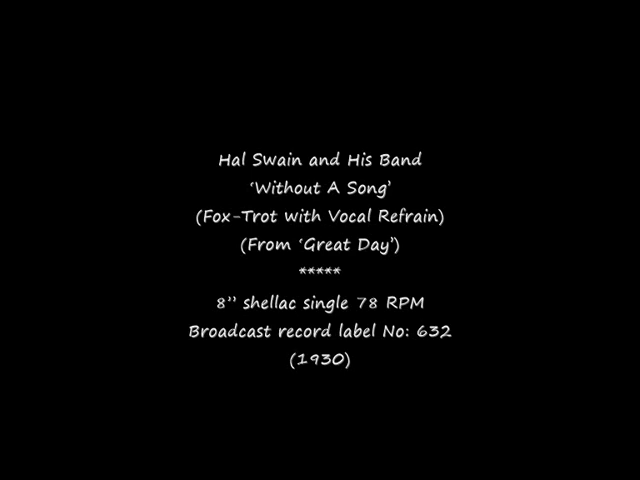 Hal Swain and His Band
‘Without A Song’
(Fox-Trot with Vocal Refrain)
(From ‘Great Day’)
*****
8” shellac single 78 RPM
Broadcast record label No: 632
(1930)